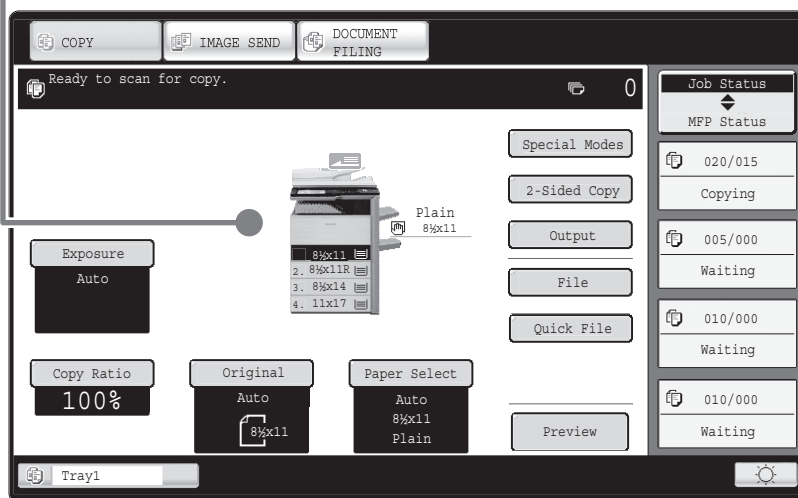 COPY
IMAGE SEND
DOCUMENT
FILING
Ready to scan for copy.
0
Job Status
MFP Status
020/015
Copying
005/000
Waiting
010/000
Waiting
010/000
Waiting
Special Modes
2-Sided Copy
Output
File
Quick File
Preview
Plain
8½x11
8½x11
2. 8½x11R
3. 8½x14
4. 11x17
Exposure
Auto
Copy Ratio
100%
Original
Auto
8½x11
Paper Select
Auto
8½x11
Plain
Tray1